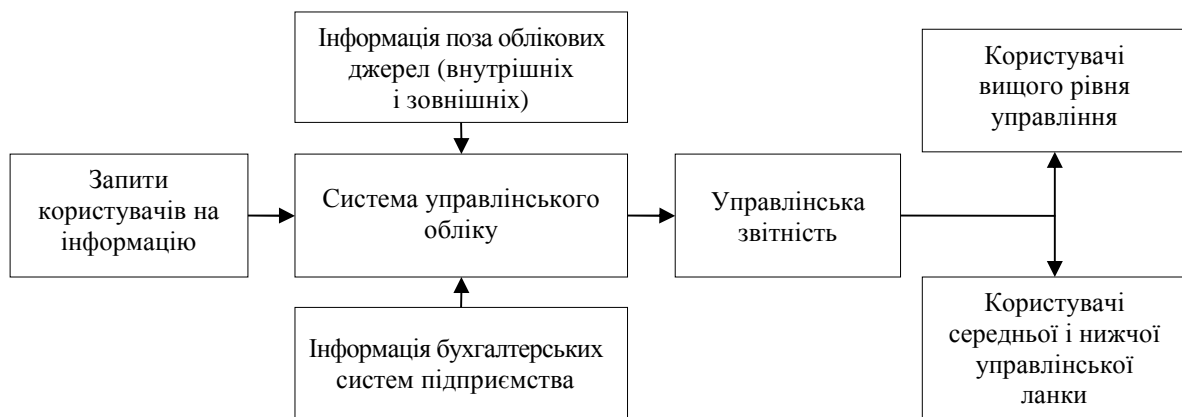 Інформація поза облікових
джерел (внутрішніх
і зовнішніх)
Користувачі
вищого рівня
управління
Запити
користувачів на
інформацію
Система управлінського
обліку
Управлінська
звітність
Інформація бухгалтерських
систем підприємства
Користувачі
середньої і нижчої
управлінської
ланки